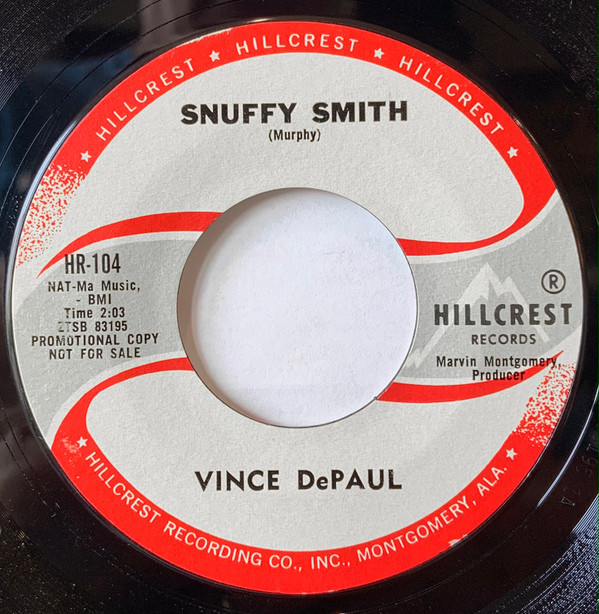 ★ HILLCREST ★ HILLCREST ★ HILLCREST ★
SNUFFY SMITH
(Murphy)
HR-104
NAT-Ma Music,
- BMI
Time 2:03
ZTSB 83195
PROMOTIONAL COPY
NOT FOR SALE
®
HILLCREST
RECORDS
Marvin Montgomery,
Producer
VINCE DePAUL
★ HILLCREST RECORDING CO., INC., MONTGOMERY, ALA. ★